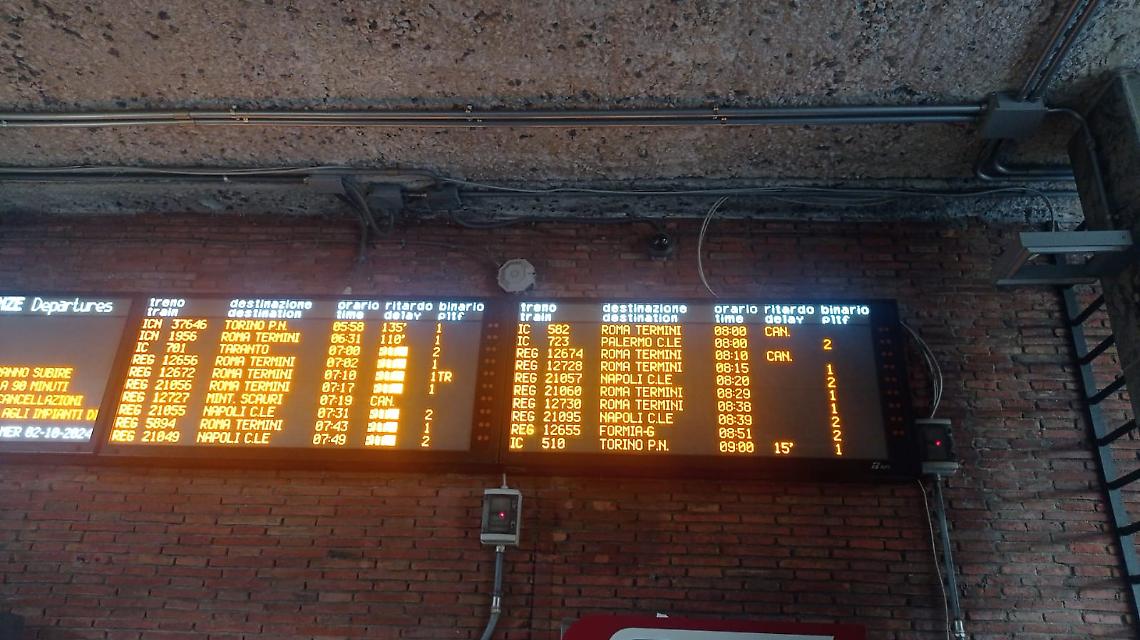 NZE Departures
ANNO SUBIRE
A 90 MINUTI
CANCELLAZIONI
AGLI IMPIANTI DI
MER 02-10-2024
treno destinazione orario ritardo binario
train destination time delay pltf
ICN 37646 TORINO P.N. 05:58 135' 1
ICN 1956 ROMA TERMINI 06:31 110' 1
IC 701 TARANTO 07:00 2
REG 12656 ROMA TERMINI 07:02 1
REG 12672 ROMA TERMINI 07:10 1TR
REG 21056 ROMA TERMINI 07:17 1
REG 12727 MINT. SCAURI 07:19 CAN.
REG 21055 NAPOLI C.LE 07:31 2
REG 5894 ROMA TERMINI 07:43 1
REG 21049 NAPOLI C.LE 07:49 2
treno destinazione orario ritardo binario
train destination time delay pltf
IC 582 ROMA TERMINI 08:00 CAN.
IC 723 PALERMO C.LE 08:00 2
REG 12674 ROMA TERMINI 08:10 CAN.
REG 12728 ROMA TERMINI 08:15 1
REG 21057 NAPOLI C.LE 08:20 2
REG 21060 ROMA TERMINI 08:29 1
REG 12730 ROMA TERMINI 08:38 1
REG 21095 NAPOLI C.LE 08:39 2
REG 12655 FORMIA-G 08:51 2
IC 510 TORINO P.N. 09:00 15' 1